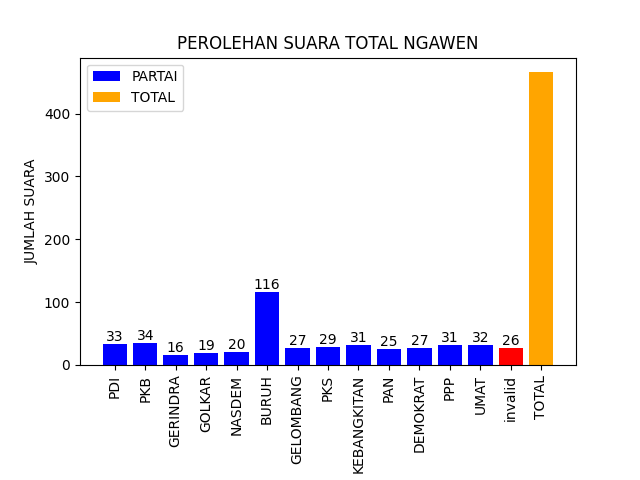 PEROLEHAN SUARA TOTAL NGAWEN
PARTAI
TOTAL
JUMLAH SUARA
400
300
200
100
0
33
34
16
19
20
116
27
29
31
25
27
31
32
26
PDI
PKB
GERINDRA
GOLKAR
NASDEM
BURUH
GELOMBANG
PKS
KEBANGKITAN
PAN
DEMOKRAT
PPP
UMAT
invalid
TOTAL